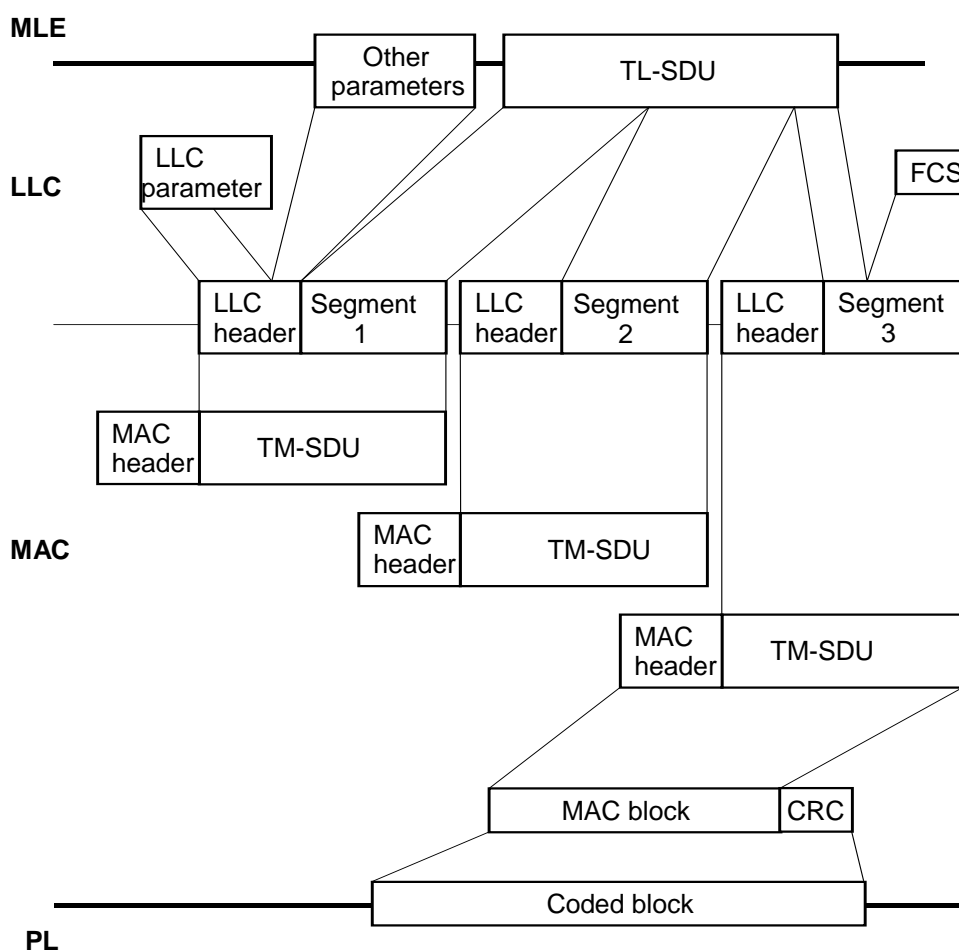 MLE
Other
parameters
TL-SDU
LLC
parameter
LLC
FCS
LLC
header
Segment
1
LLC
header
Segment
2
LLC
header
Segment
3
MAC
header
TM-SDU
MAC
MAC
header
TM-SDU
MAC
header
TM-SDU
MAC block
CRC
Coded block
PL